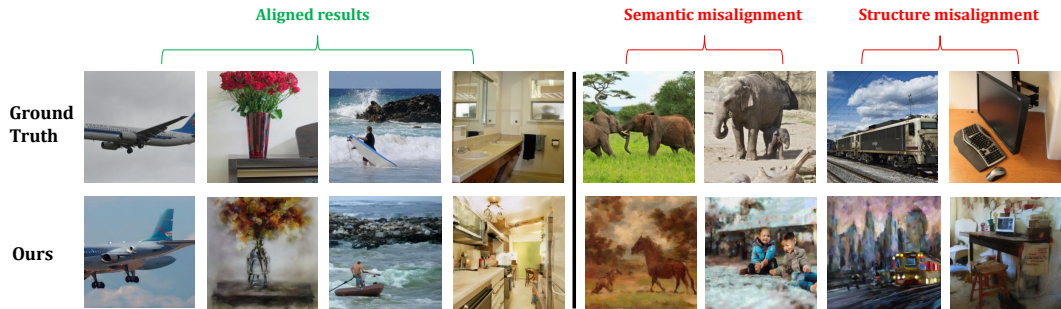 Aligned results
Semantic misalignment
Structure misalignment
Ground
Truth
Ours